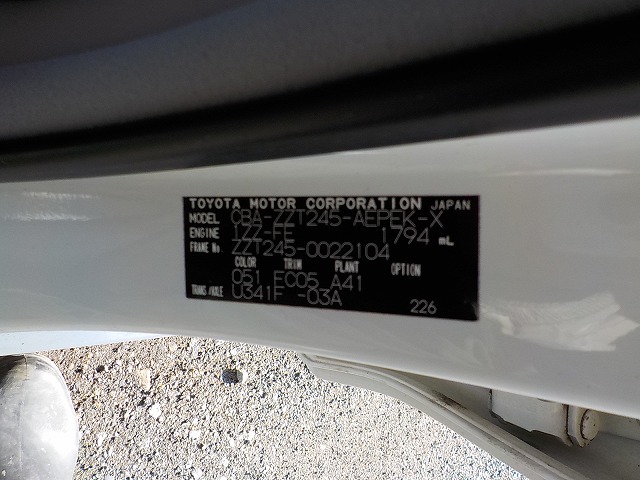 TOYOTA MOTOR CORPORATION JAPAN
MODEL CBA-ZZT245-AEPEK-X
ENGINE 1ZZ-FE 1794 mL
FRAME No. ZZT245-0022104
COLOR TRIM PLANT OPTION
051 FC05 A41
TRANS./AXLE U341F -03A 226